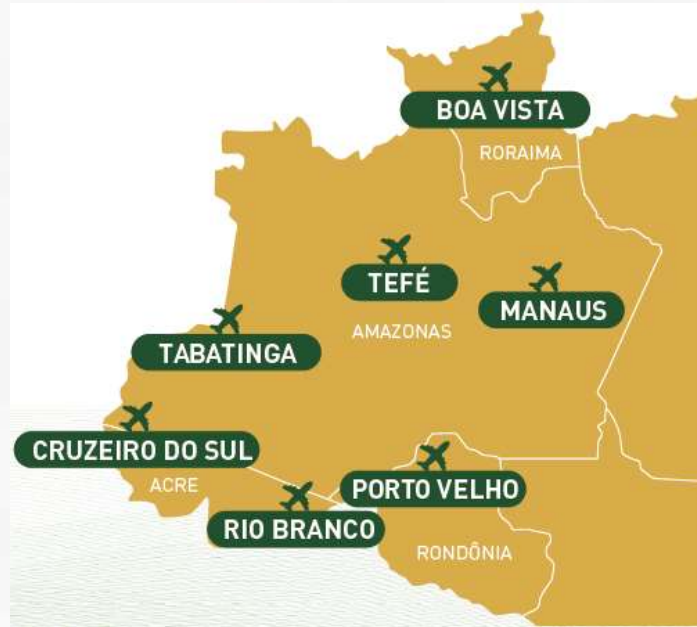 BOA VISTA
RORAIMA
TEFÉ
MANAUS
AMAZONAS
TABATINGA
CRUZEIRO DO SUL
ACRE
PORTO VELHO
RIO BRANCO
RONDÔNIA